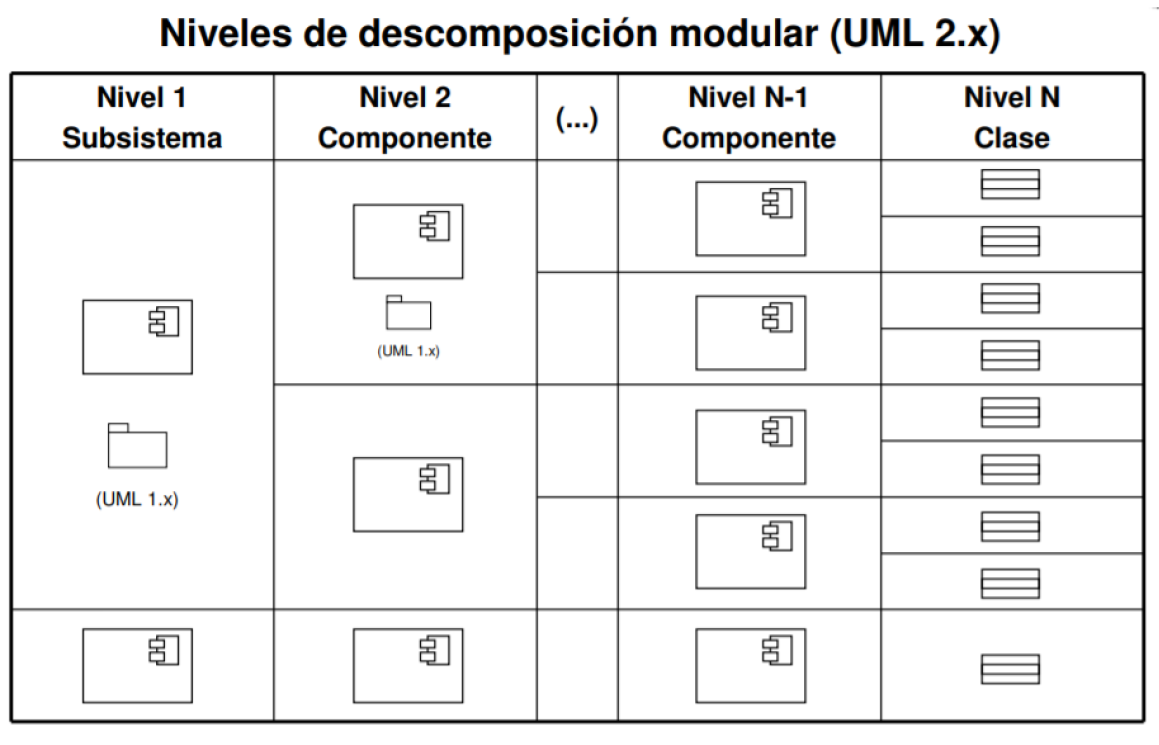 Niveles de descomposición modular (UML 2.x)
Nivel 1
Subsistema
Nivel 2
Componente
(...)
Nivel N-1
Componente
Nivel N
Clase
(UML 1.x)
(UML 1.x)